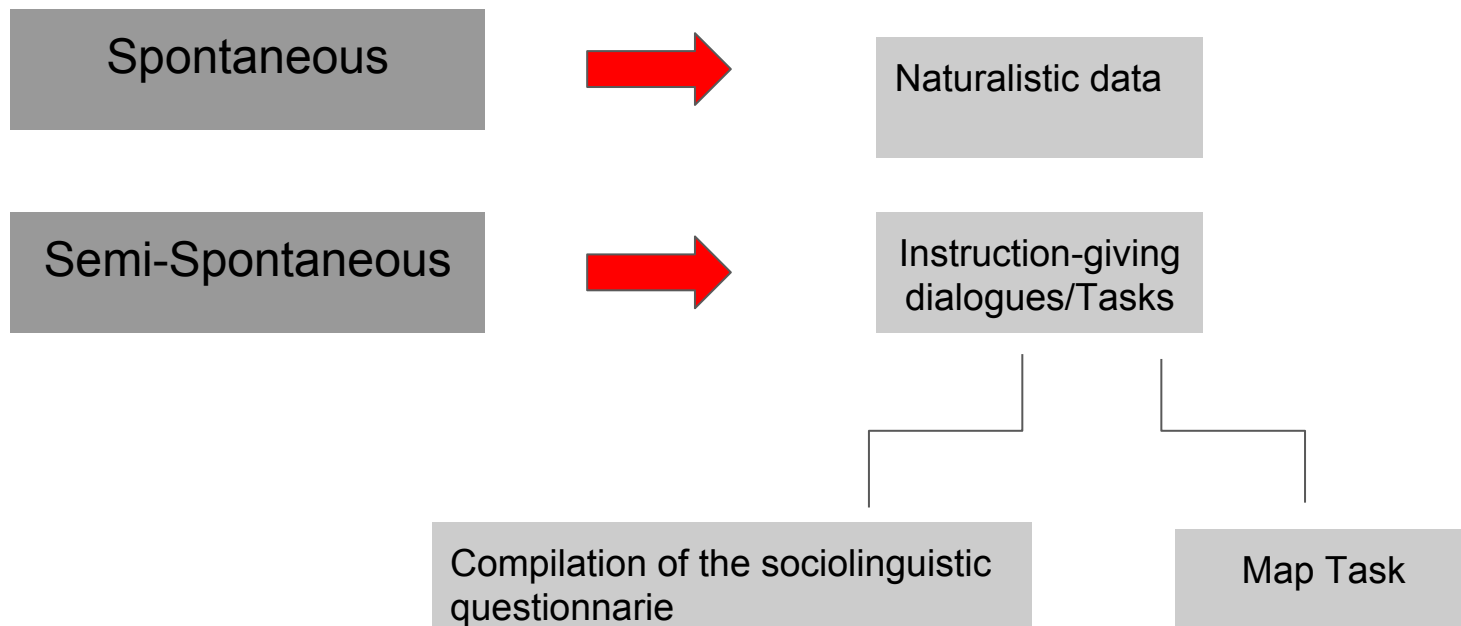 Spontaneous
Naturalistic data
Semi-Spontaneous
Instruction-giving
dialogues/Tasks
Compilation of the sociolinguistic
questionnarie
Map Task